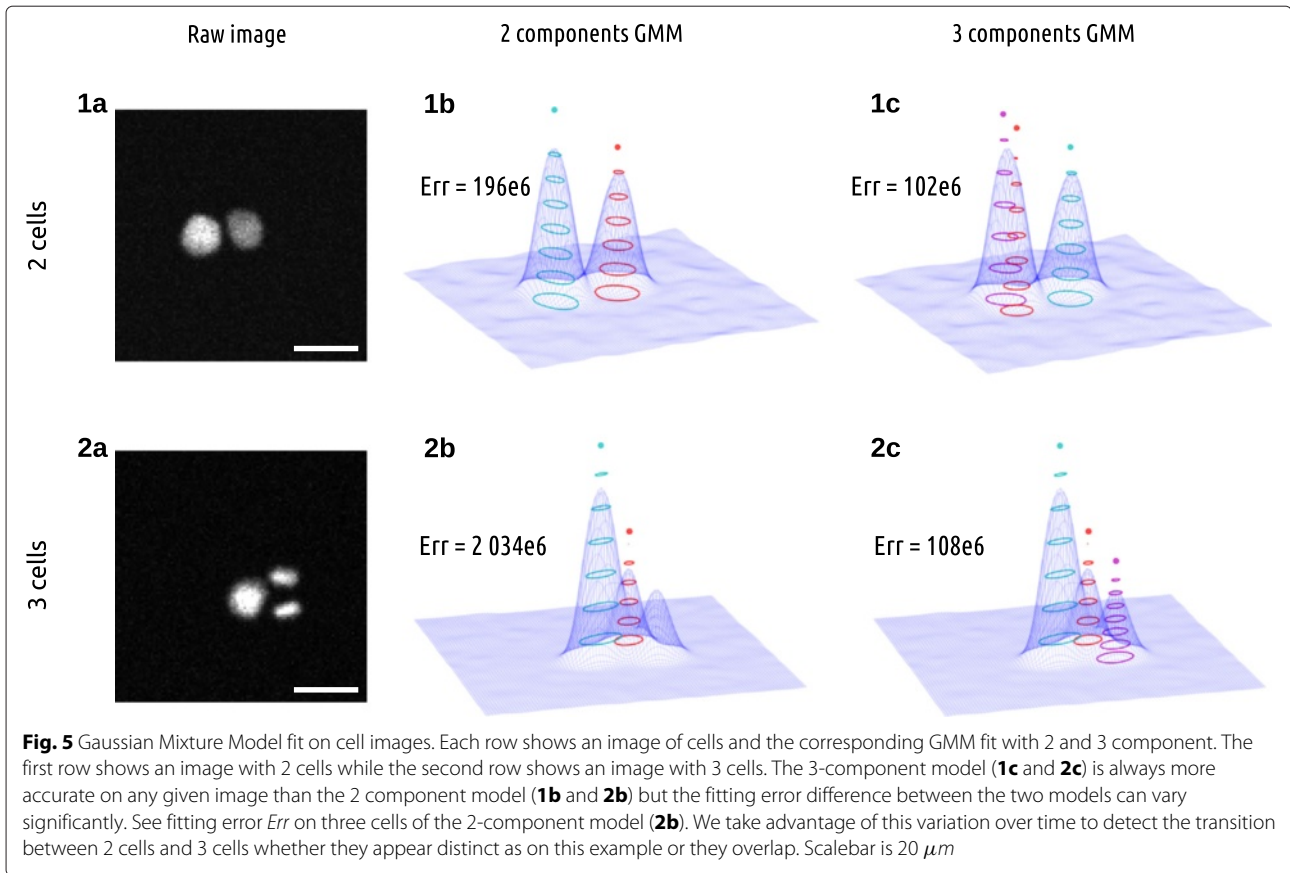 Raw image
2 components GMM
3 components GMM
1a
1b
1c
2 cells
Err = 196e6
Err = 102e6
2a
2b
2c
3 cells
Err = 2 034e6
Err = 108e6
Fig. 5 Gaussian Mixture Model fit on cell images. Each row shows an image of cells and the corresponding GMM fit with 2 and 3 component. The
first row shows an image with 2 cells while the second row shows an image with 3 cells. The 3-component model (1c and 2c) is always more
accurate on any given image than the 2 component model (1b and 2b) but the fitting error difference between the two models can vary
significantly. See fitting error Err on three cells of the 2-component model (2b). We take advantage of this variation over time to detect the transition
between 2 cells and 3 cells whether they appear distinct as on this example or they overlap. Scalebar is 20 μm